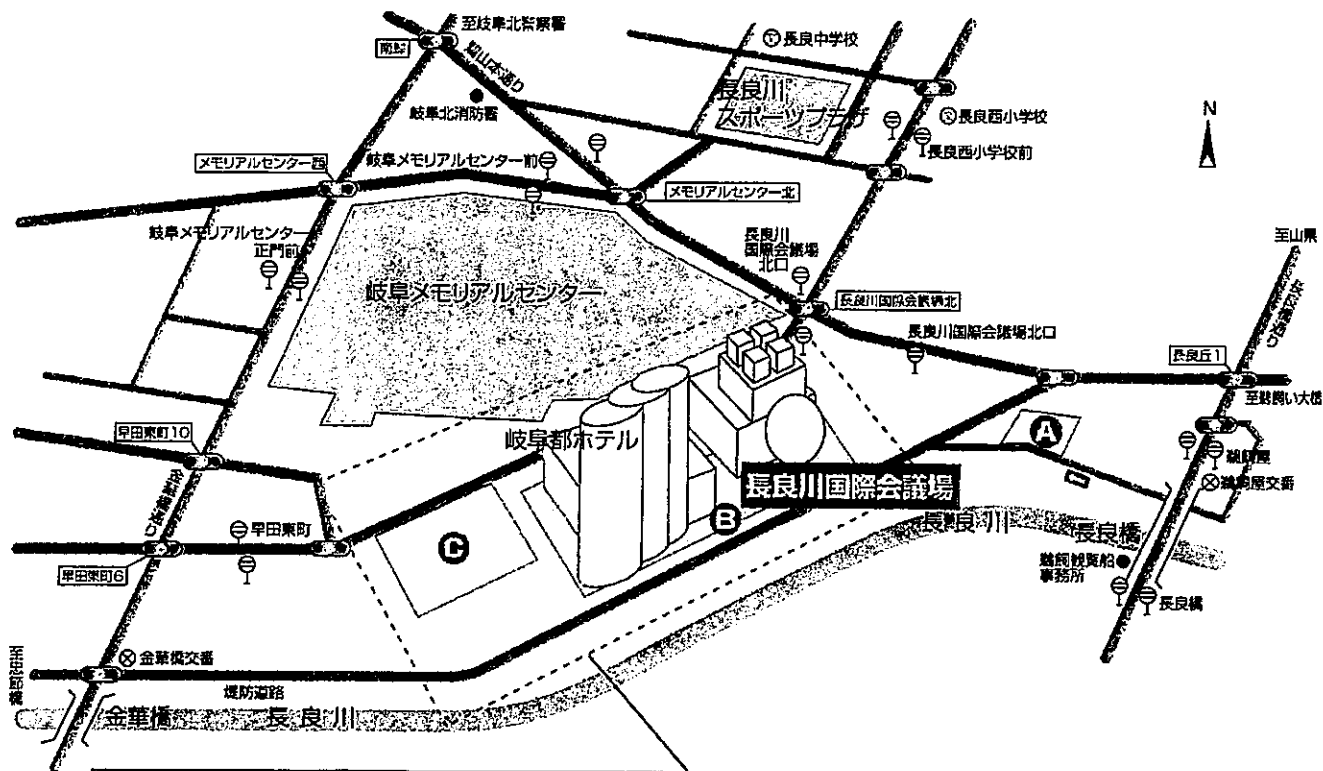 至岐阜北警察署
長良中学校
長良川
スポーツプラザ
岐阜北消防署
長良西小学校
長良西小学校前
N
メモリアルセンター西
岐阜メモリアルセンター前
メモリアルセンター北
岐阜メモリアルセンター
正門前
長良川
国際会議場
北口
至山県
岐阜メモリアルセンター
長良川国際会議場北
長良川国際会議場北口
長良丘1
至鵜飼い大橋
早田東町10
岐阜都ホテル
A
鵜飼屋
鵜飼屋交番
長良川国際会議場
B
長良川
長良橋
早田東町
C
早田東町6
鵜飼観覧船
事務所
長良橋
金華橋交番
堤防道路
金華橋
長良川